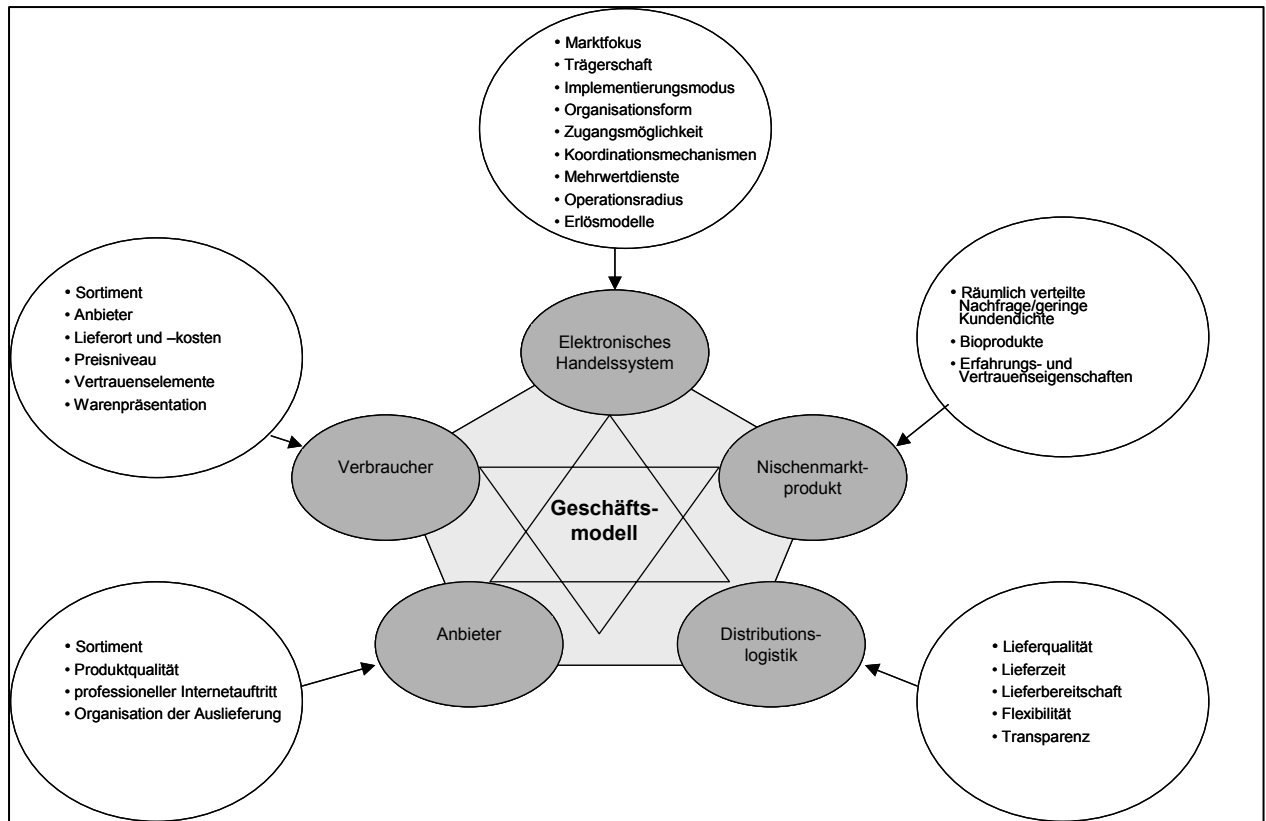 • Marktfokus
• Trägerschaft
• Implementierungsmodus
• Organisationsform
• Zugangsmöglichkeit
• Koordinationsmechanismen
• Mehrwertdienste
• Operationsradius
• Erlösmodelle
• Sortiment
• Anbieter
• Lieferort und –kosten
• Preisniveau
• Vertrauenselemente
• Warenpräsentation
• Räumlich verteilte
Nachfrage/geringe
Kundendichte
• Bioprodukte
• Erfahrungs- und
Vertrauenseigenschaften
Elektronisches
Handelssystem
Verbraucher
Nischenmarkt-
produkt
Geschäfts-
modell
Anbieter
Distributions-
logistik
• Sortiment
• Produktqualität
• professioneller Internetauftritt
• Organisation der Auslieferung
• Lieferqualität
• Lieferzeit
• Lieferbereitschaft
• Flexibilität
• Transparenz